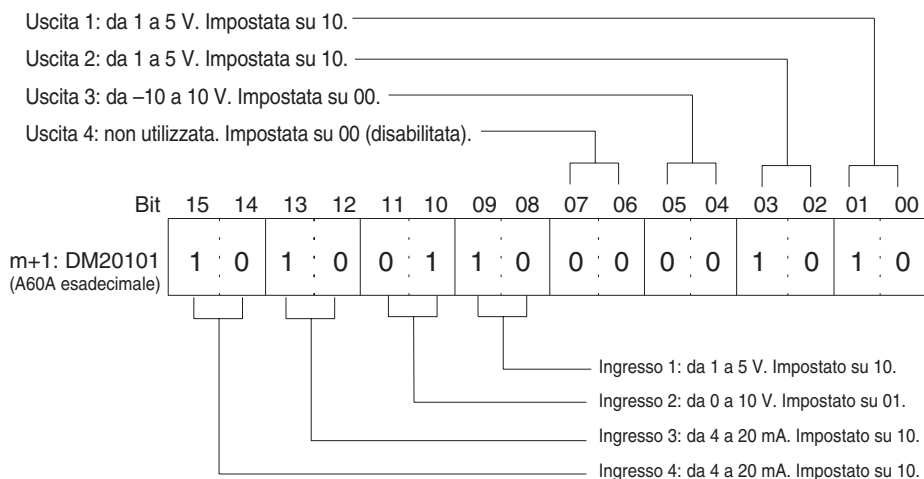 Uscita 1: da 1 a 5 V. Impostata su 10.
Uscita 2: da 1 a 5 V. Impostata su 10.
Uscita 3: da –10 a 10 V. Impostata su 00.
Uscita 4: non utilizzata. Impostata su 00 (disabilitata).
Bit 15 14 13 12 11 10 09 08 07 06 05 04 03 02 01 00
m+1: DM20101 1 0 1 0 0 1 1 0 0 0 0 0 1 0 1 0
(A60A esadecimale)
Ingresso 1: da 1 a 5 V. Impostato su 10.
Ingresso 2: da 0 a 10 V. Impostato su 01.
Ingresso 3: da 4 a 20 mA. Impostato su 10.
Ingresso 4: da 4 a 20 mA. Impostato su 10.